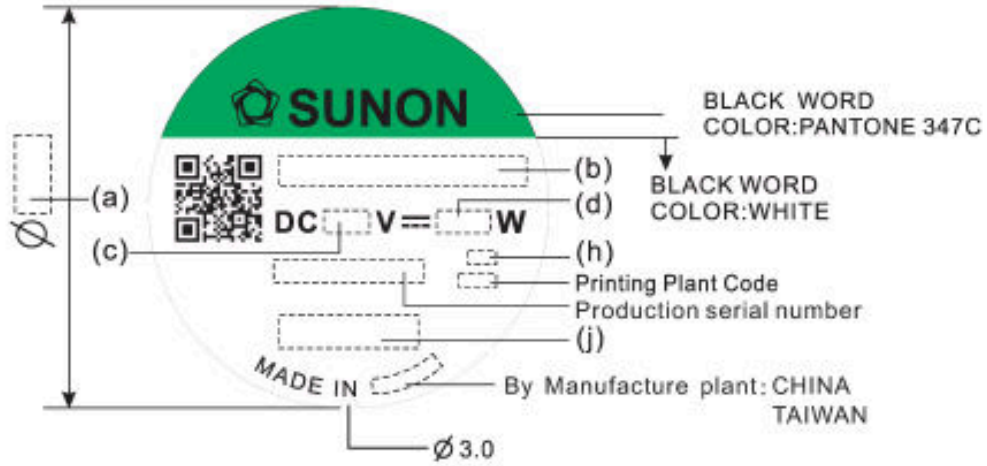 SUNON
BLACK WORD
COLOR:PANTONE 347C
BLACK WORD
COLOR:WHITE
(a)
Ø
(b)
(d)
DC V W
(c)
(h)
Printing Plant Code
Production serial number
(j)
MADE IN
By Manufacture plant: CHINA
TAIWAN
Ø 3.0